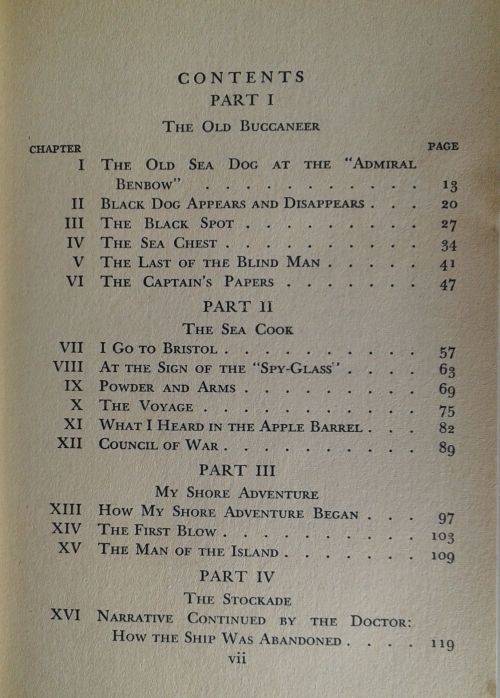 CONTENTS
PART I
THE OLD BUCCANEER
CHAPTER PAGE
I THE OLD SEA DOG AT THE "ADMIRAL
BENBOW" . . . . . . . . . . . 13
II BLACK DOG APPEARS AND DISAPPEARS . . . 20
III THE BLACK SPOT . . . . . . . . . 27
IV THE SEA CHEST . . . . . . . . . . 34
V THE LAST OF THE BLIND MAN . . . . . 41
VI THE CAPTAIN'S PAPERS . . . . . . . 47
PART II
THE SEA COOK
VII I GO TO BRISTOL . . . . . . . . . . 57
VIII AT THE SIGN OF THE "SPY-GLASS" . . . . 63
IX POWDER AND ARMS . . . . . . . . . 69
X THE VOYAGE . . . . . . . . . . . 75
XI WHAT I HEARD IN THE APPLE BARREL . . . 82
XII COUNCIL OF WAR . . . . . . . . . . 89
PART III
MY SHORE ADVENTURE
XIII HOW MY SHORE ADVENTURE BEGAN . . . 97
XIV THE FIRST BLOW . . . . . . . . . . 103
XV THE MAN OF THE ISLAND . . . . . . . 109
PART IV
THE STOCKADE
XVI NARRATIVE CONTINUED BY THE DOCTOR:
HOW THE SHIP WAS ABANDONED . . . . 119
vii